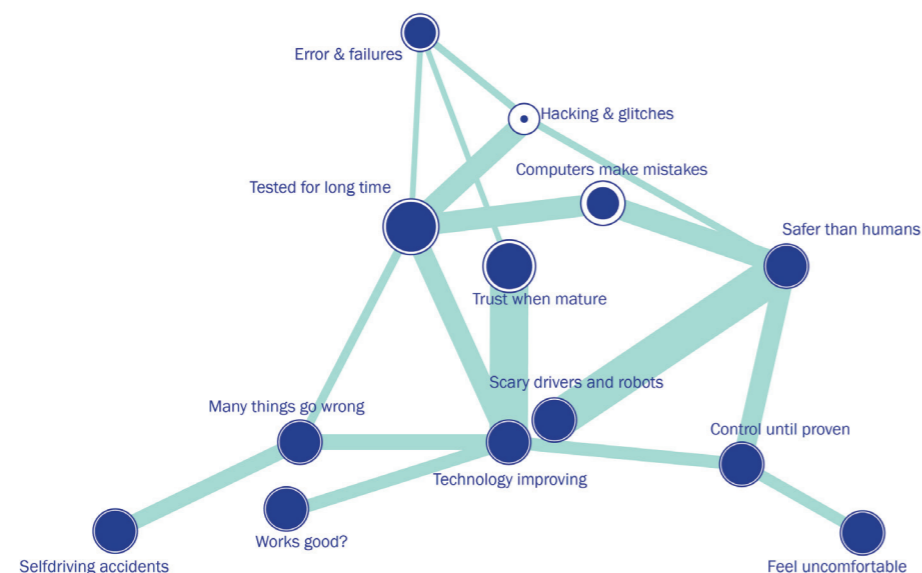 Error & failures
Hacking & glitches
Computers make mistakes
Tested for long time
Safer than humans
Trust when mature
Scary drivers and robots
Many things go wrong
Control until proven
Technology improving
Works good?
Selfdriving accidents
Feel uncomfortable